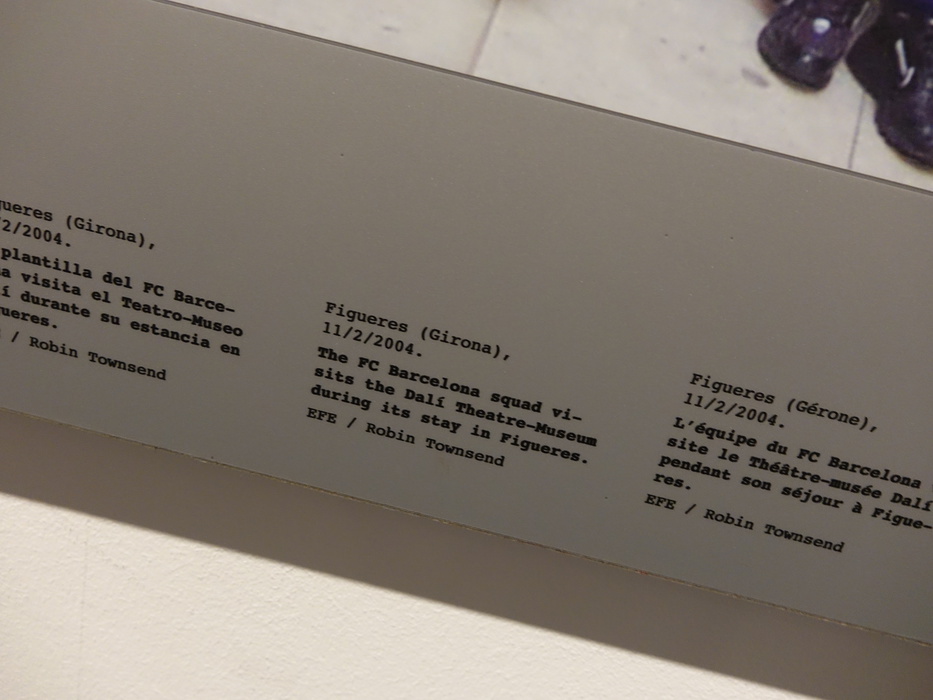 (Girona),
2/2004.
plantilla del FC Barce-
visita el Teatro-Museo
durante su estancia en
/ Robin Townsend
Figueres (Girona),
11/2/2004.
The FC Barcelona squad vi-
sits the Dalí Theatre-Museum
during its stay in Figueres.
EFE / Robin Townsend
Figueres (Gérone),
11/2/2004.
L'équipe du FC Barcelona
site le Théâtre-musée Dalí
pendant son séjour à Figue-
res.
EFE / Robin Townsend